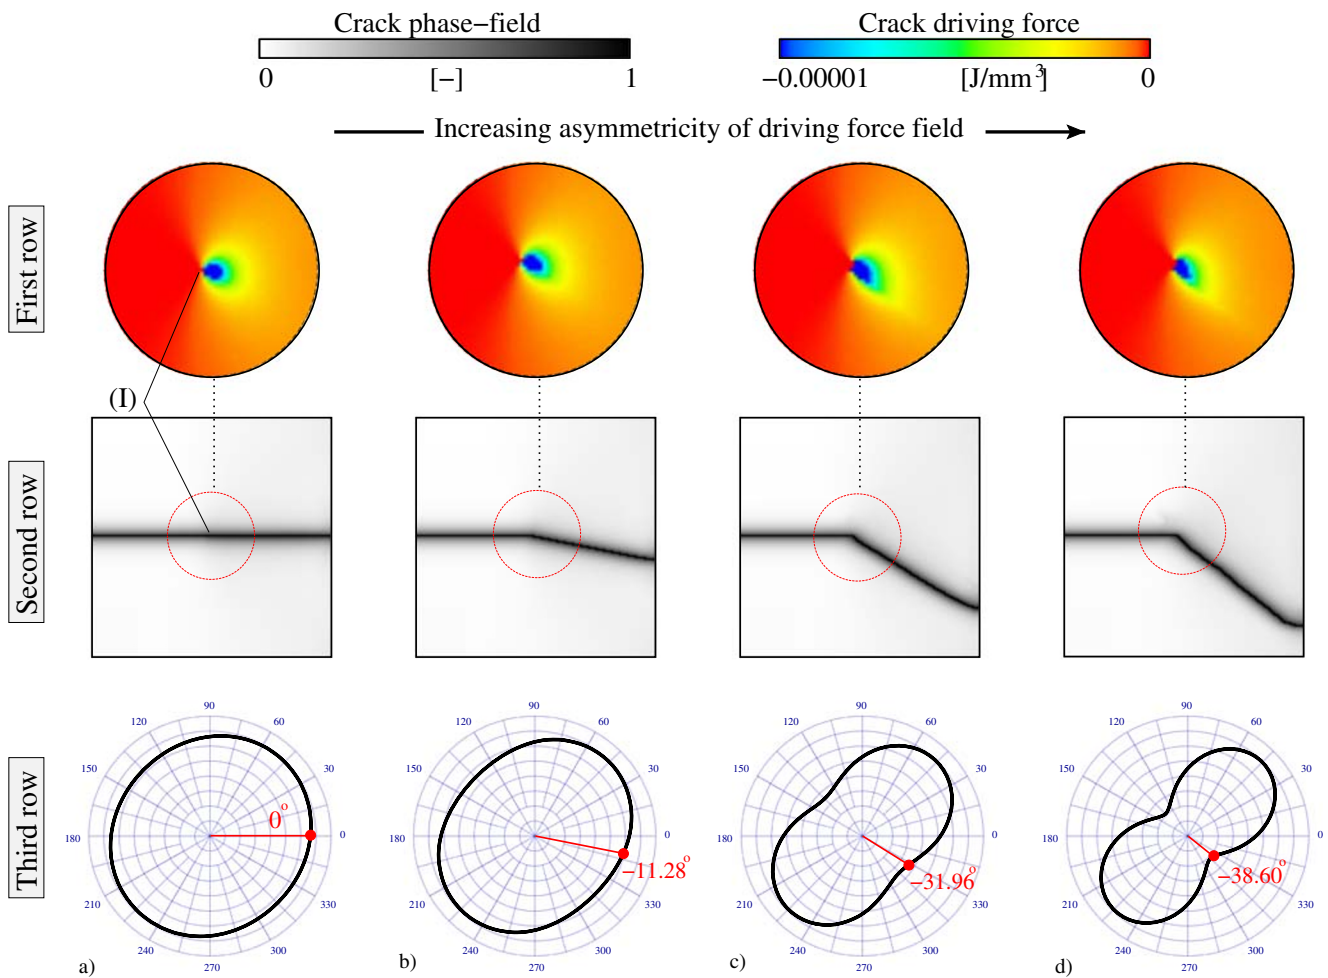 Crack phase−field
0 [−] 1
Crack driving force
−0.00001 [J/mm³] 0
Increasing asymmetricity of driving force field
First row
(I)
Second row
Third row
0 30 60 90 120 150 180 210 240 270 300 330
0°
a)
0 30 60 90 120 150 180 210 240 270 300 330
−11.28°
b)
0 30 60 90 120 150 180 210 240 270 300 330
−31.96°
c)
0 30 60 90 120 150 180 210 240 270 300 330
−38.60°
d)